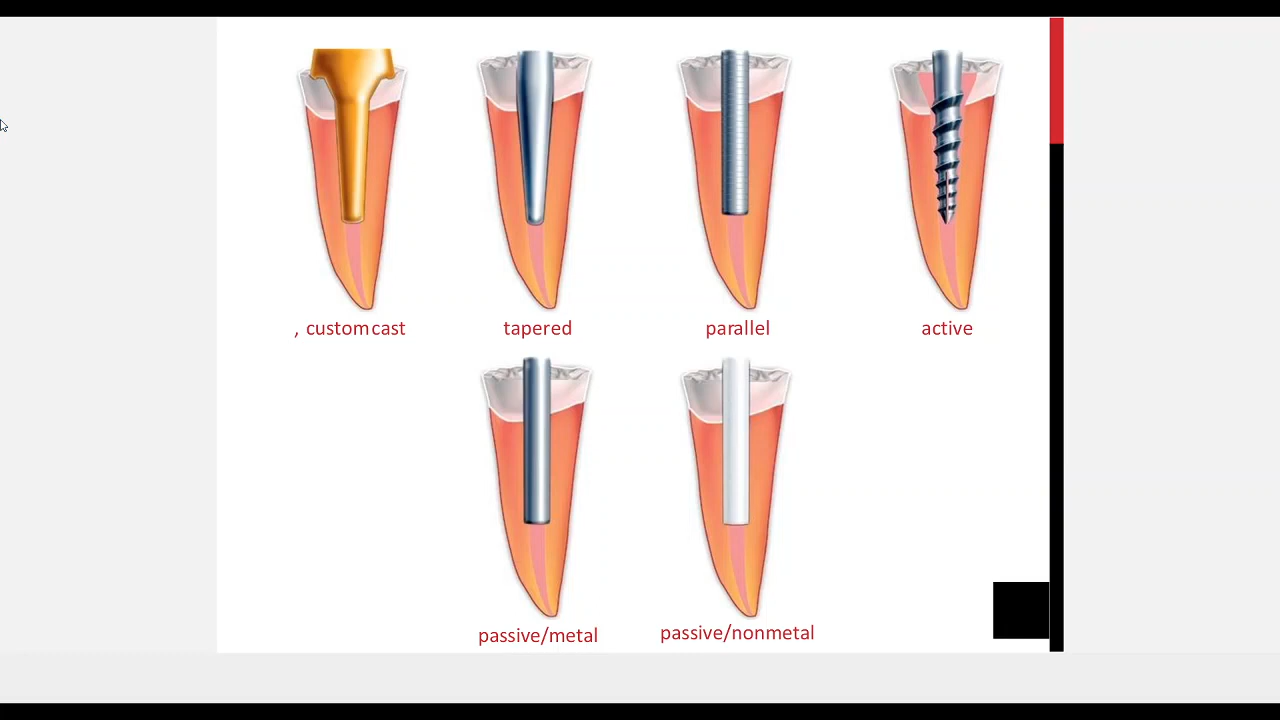 , custom cast
tapered
parallel
active
passive/metal
passive/nonmetal